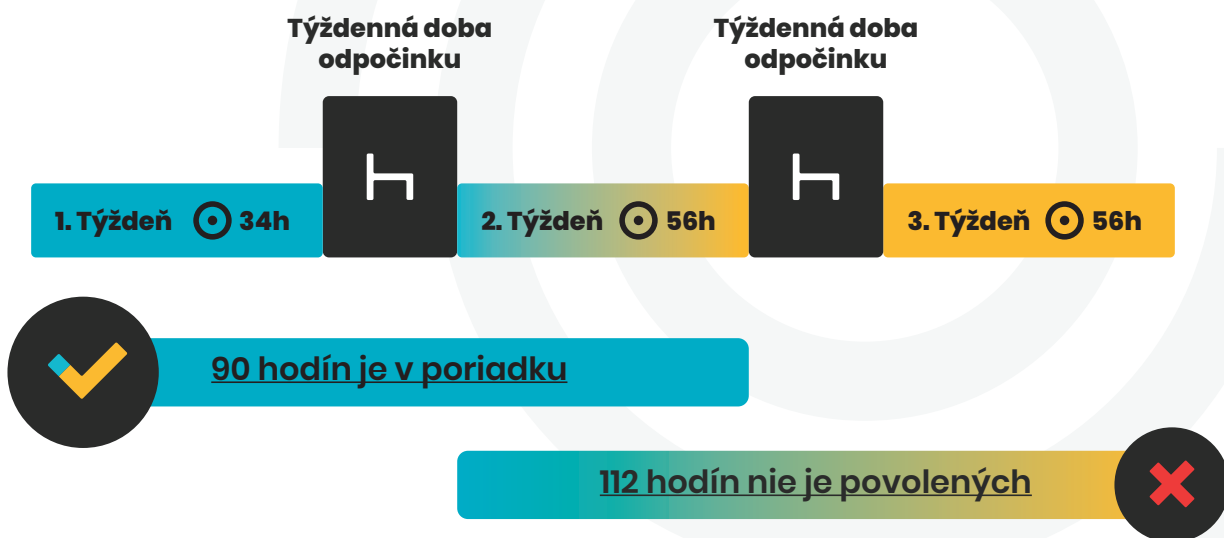 Týždenná doba
odpočinku
Týždenná doba
odpočinku
1. Týždeň 34h
2. Týždeň 56h
3. Týždeň 56h
90 hodín je v poriadku
112 hodín nie je povolených